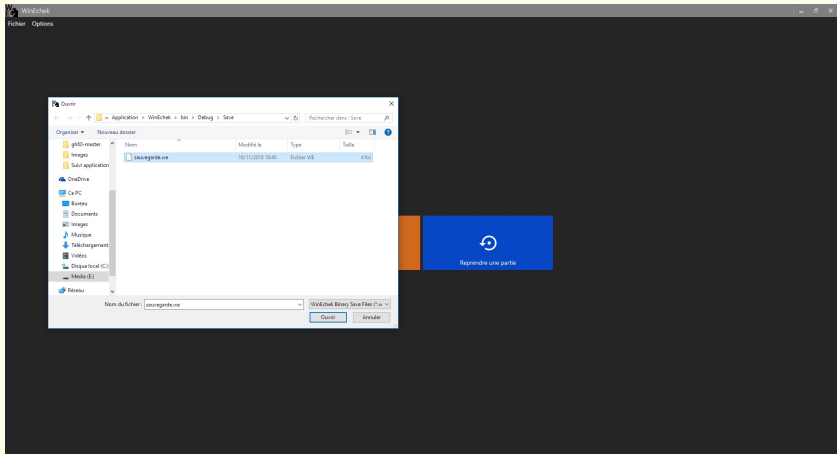 WinEchek
Fichier Options
Ouvrir
« Application > WinEchek > bin > Debug > Save
Rechercher dans : Save
Organiser Nouveau dossier
Nom Modifié le Type Taille
sauvegarde.we 16/11/2016 18:40 Fichier WE 4 Ko
gh60-master
Images
Suivi application
OneDrive
Ce PC
Bureau
Documents
Images
Musique
Téléchargement
Vidéos
Disque local (C:)
Media (E:)
Réseau
Nom du fichier : sauvegarde.we
WinEchek Binary Save Files (*.w
Ouvrir Annuler
Reprendre une partie